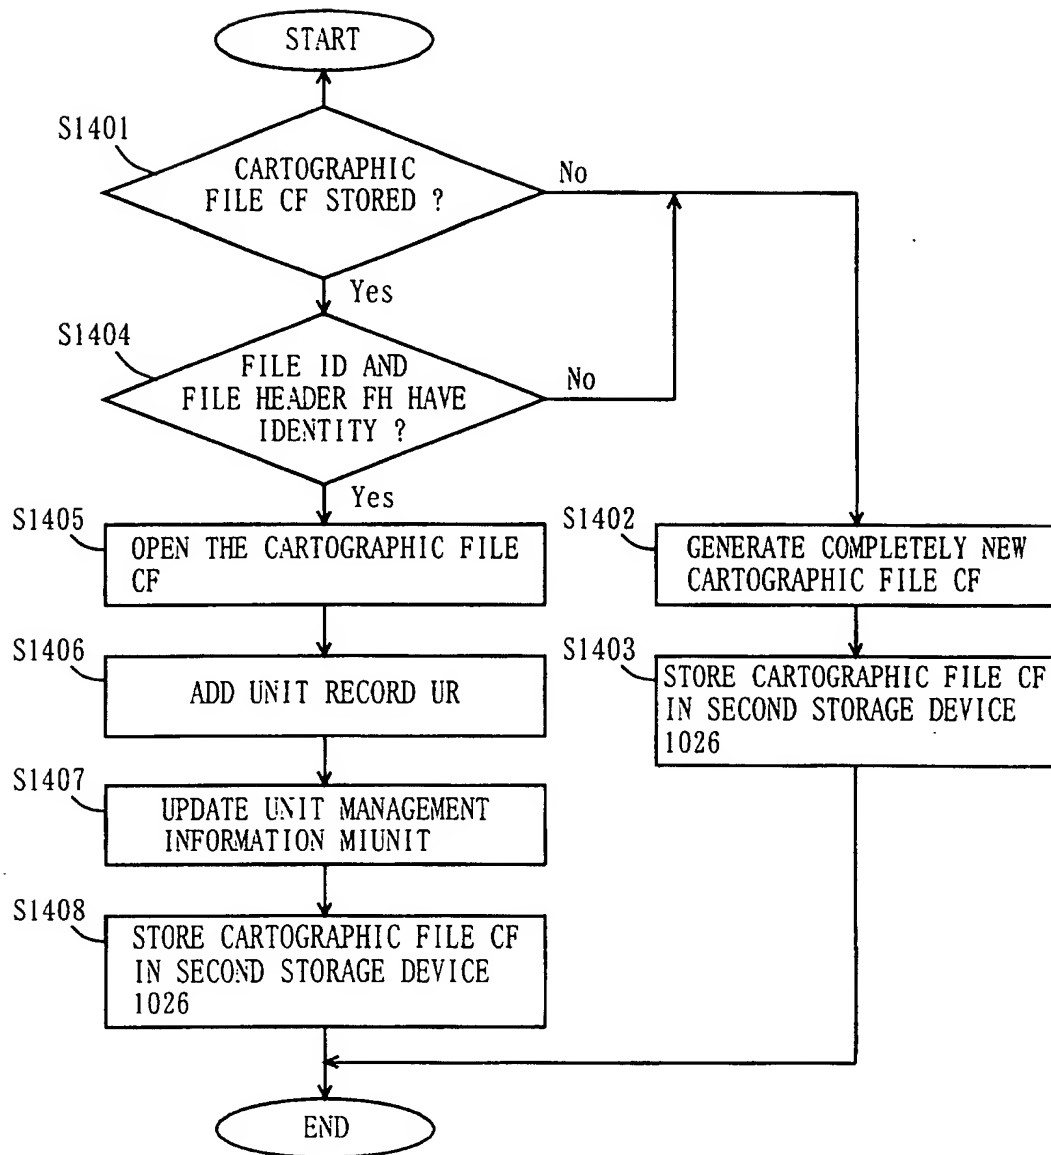 START
S1401
CARTOGRAPHIC
FILE CF STORED ?
No
Yes
S1404
FILE ID AND
FILE HEADER FH HAVE
IDENTITY ?
No
Yes
S1405
OPEN THE CARTOGRAPHIC FILE
CF
S1402
GENERATE COMPLETELY NEW
CARTOGRAPHIC FILE CF
S1406
ADD UNIT RECORD UR
S1403
STORE CARTOGRAPHIC FILE CF
IN SECOND STORAGE DEVICE
1026
S1407
UPDATE UNIT MANAGEMENT
INFORMATION MIUNIT
S1408
STORE CARTOGRAPHIC FILE CF
IN SECOND STORAGE DEVICE
1026
END